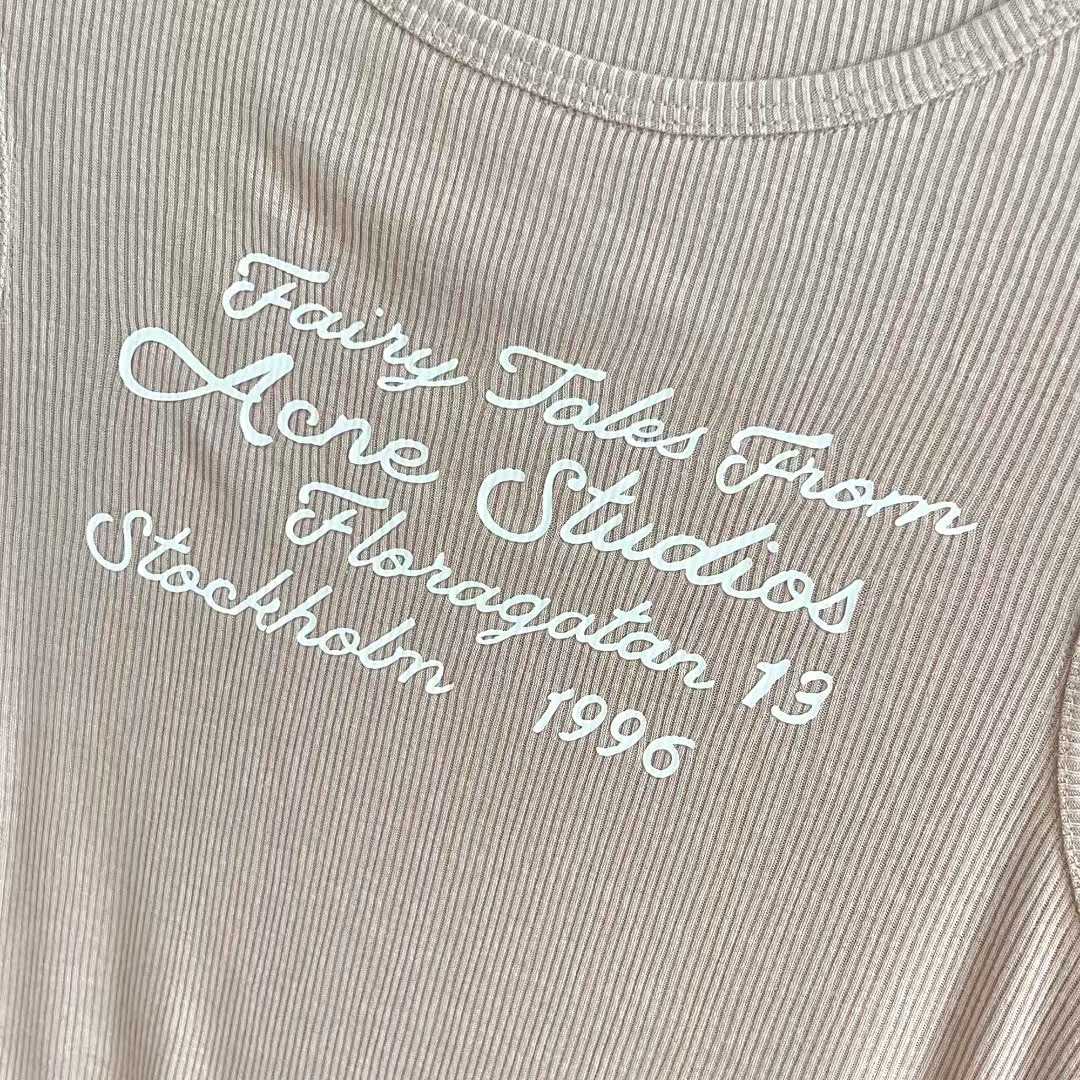 Fairy Tales From
Acne Studios
Floragatan 13
Stockholm 1996